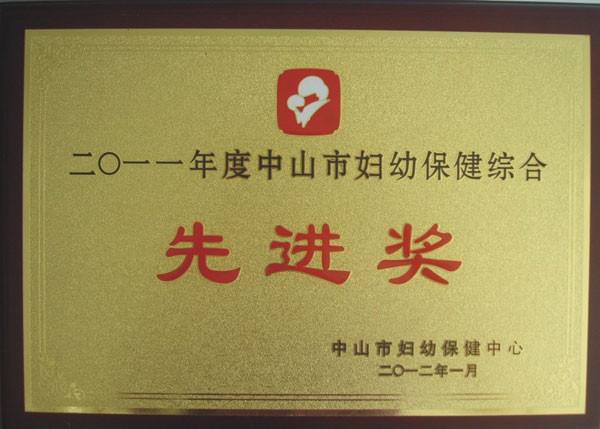 二〇一一年度中山市妇幼保健综合
先进奖
中山市妇幼保健中心
二〇一二年一月